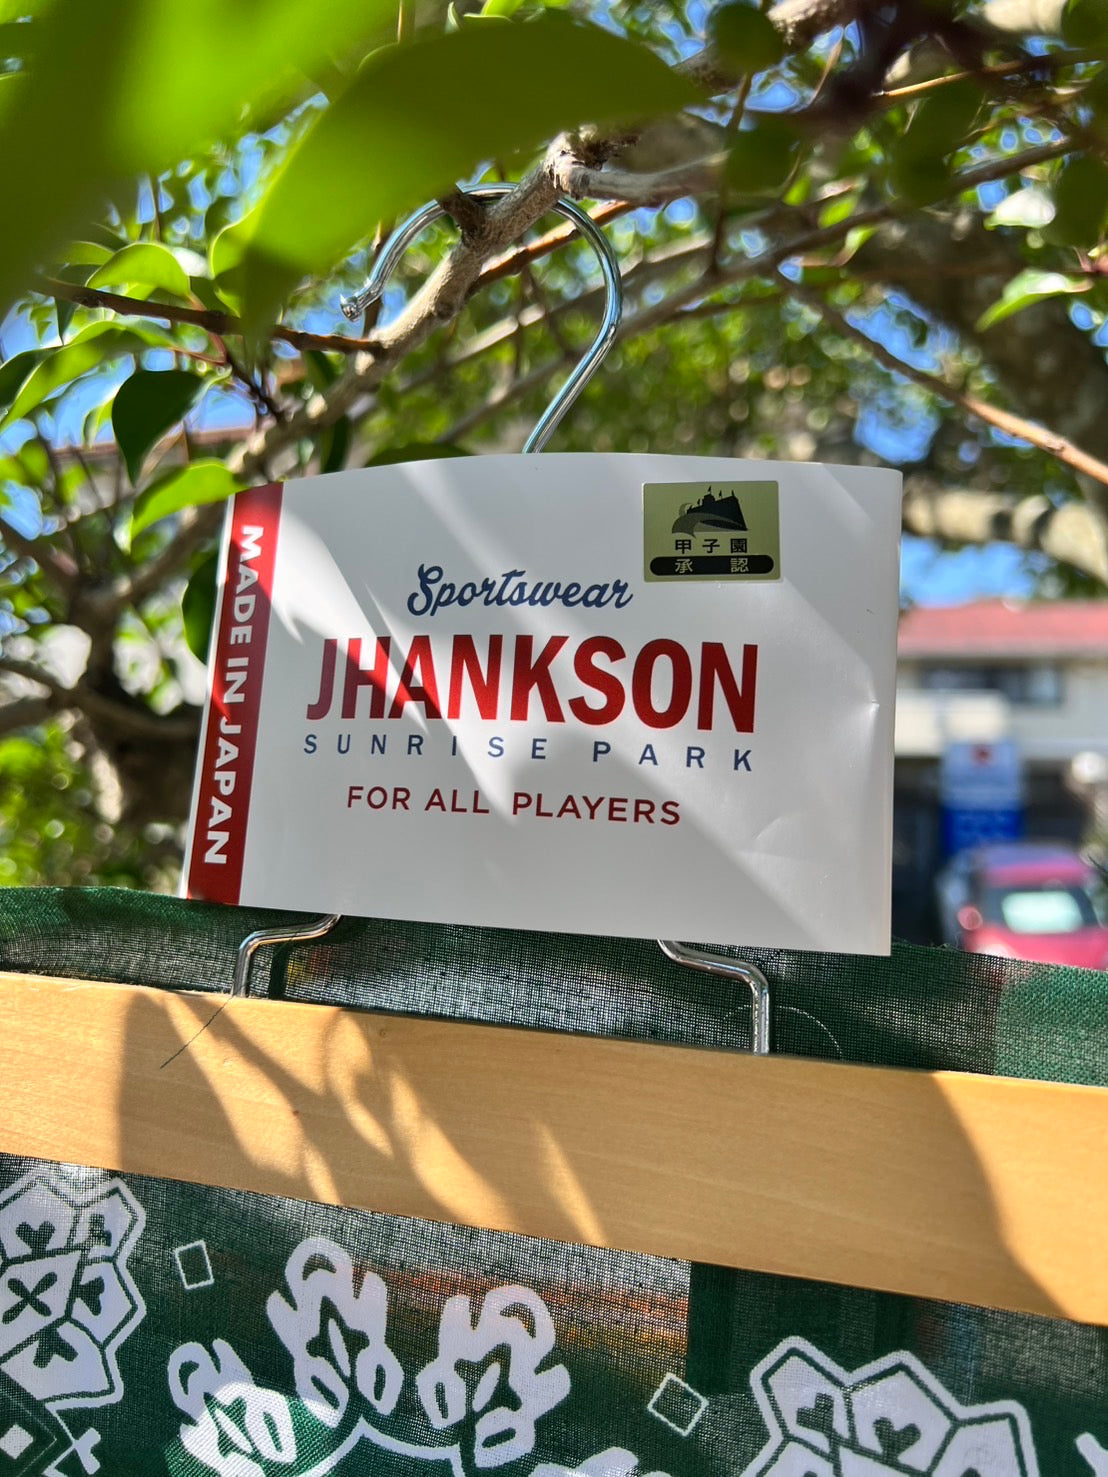 MADE IN JAPAN
甲子園
承認
Sportswear
JHANKSON
SUNRISE PARK
FOR ALL PLAYERS